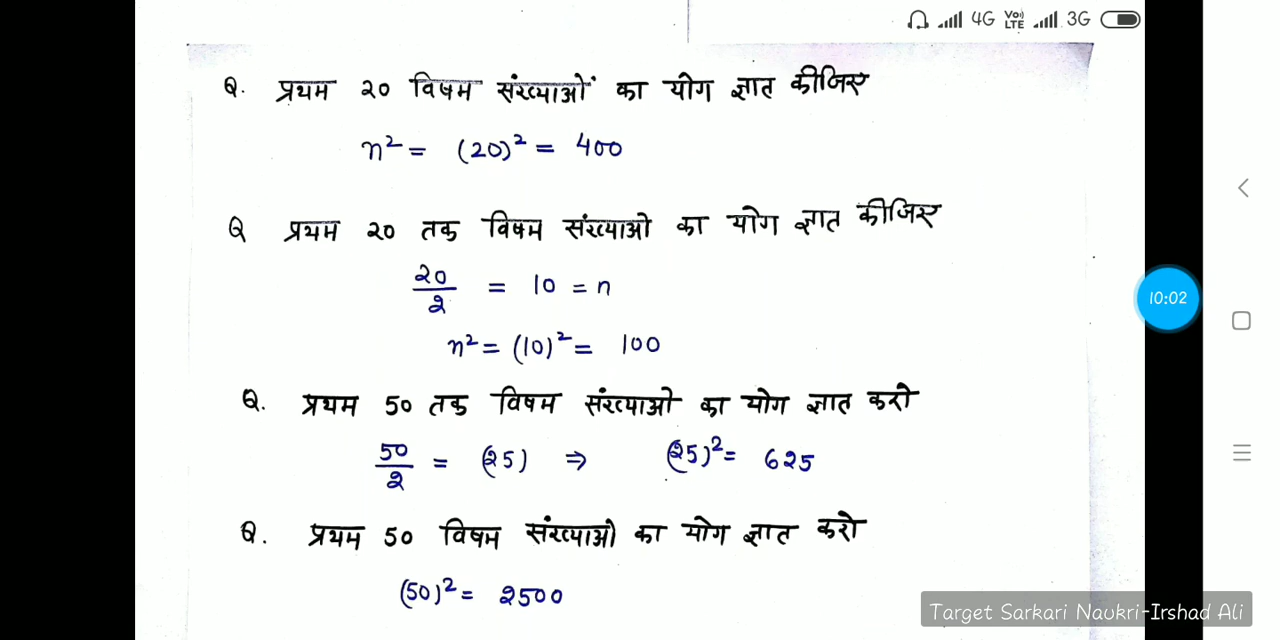 4G Vo)) LTE 3G
Q. प्रथम 20 विषम संख्याओं का योग ज्ञात कीजिए
n² = (20)² = 400
Q प्रथम 20 तक विषम संख्याओ का योग ज्ञात कीजिए
20/2 = 10 = n
n² = (10)² = 100
10:02
Q. प्रथम 50 तक विषम संख्याओ का योग ज्ञात करो
50/2 = (25) ⇒ (25)² = 625
Q. प्रथम 50 विषम संख्याओ का योग ज्ञात करो
(50)² = 2500
Target Sarkari Naukri-Irshad Ali